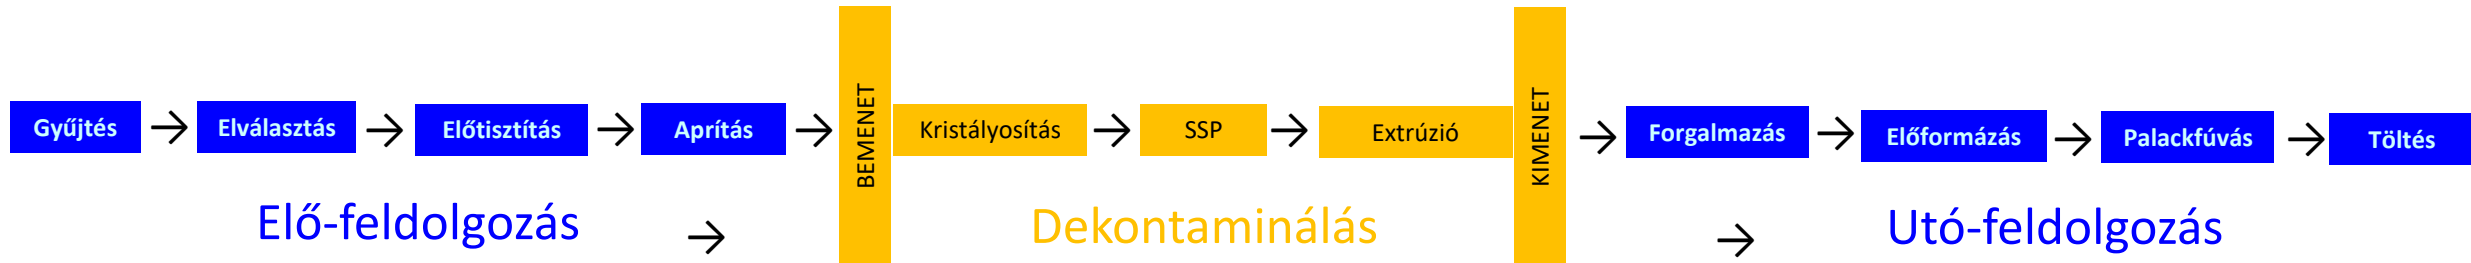 Gyűjtés
Elválasztás
Előtisztítás
Aprítás
BEMENET
Kristályosítás
SSP
Extrúzió
KIMENET
Forgalmazás
Előformázás
Palackfúvás
Töltés
Elő-feldolgozás
Dekontaminálás
Utó-feldolgozás